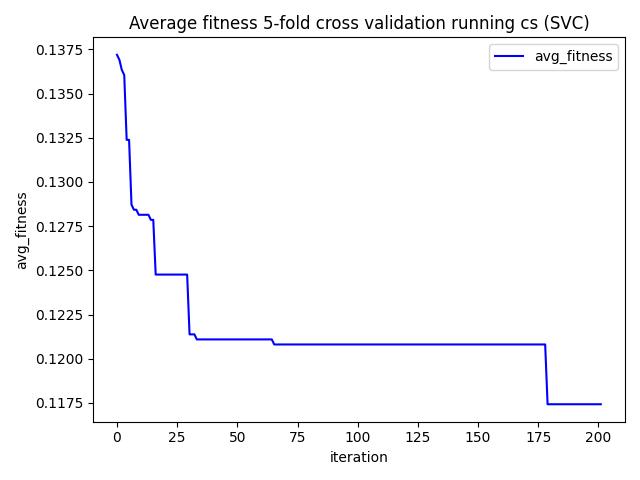 Average fitness 5-fold cross validation running cs (SVC)
avg_fitness
0.1375
0.1350
0.1325
0.1300
0.1275
0.1250
0.1225
0.1200
0.1175
avg_fitness
0 25 50 75 100 125 150 175 200
iteration